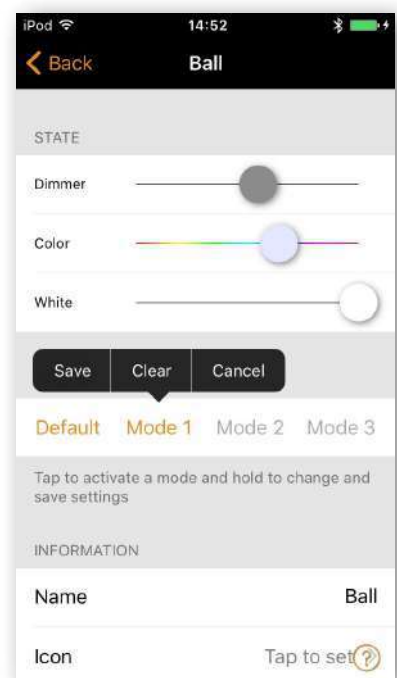 iPod 14:52
Back Ball
STATE
Dimmer
Color
White
Save Clear Cancel
Default Mode 1 Mode 2 Mode 3
Tap to activate a mode and hold to change and
save settings
INFORMATION
Name Ball
Icon Tap to set ?